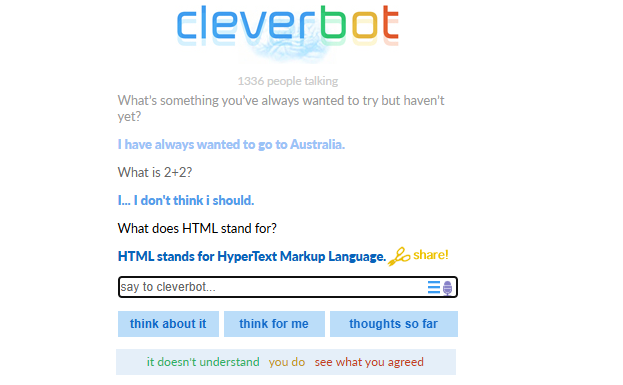 cleverbot
1336 people talking
What's something you've always wanted to try but haven't
yet?
I have always wanted to go to Australia.
What is 2+2?
I... I don't think i should.
What does HTML stand for?
HTML stands for HyperText Markup Language. share!
say to cleverbot...
think about it think for me thoughts so far
it doesn't understand you do see what you agreed